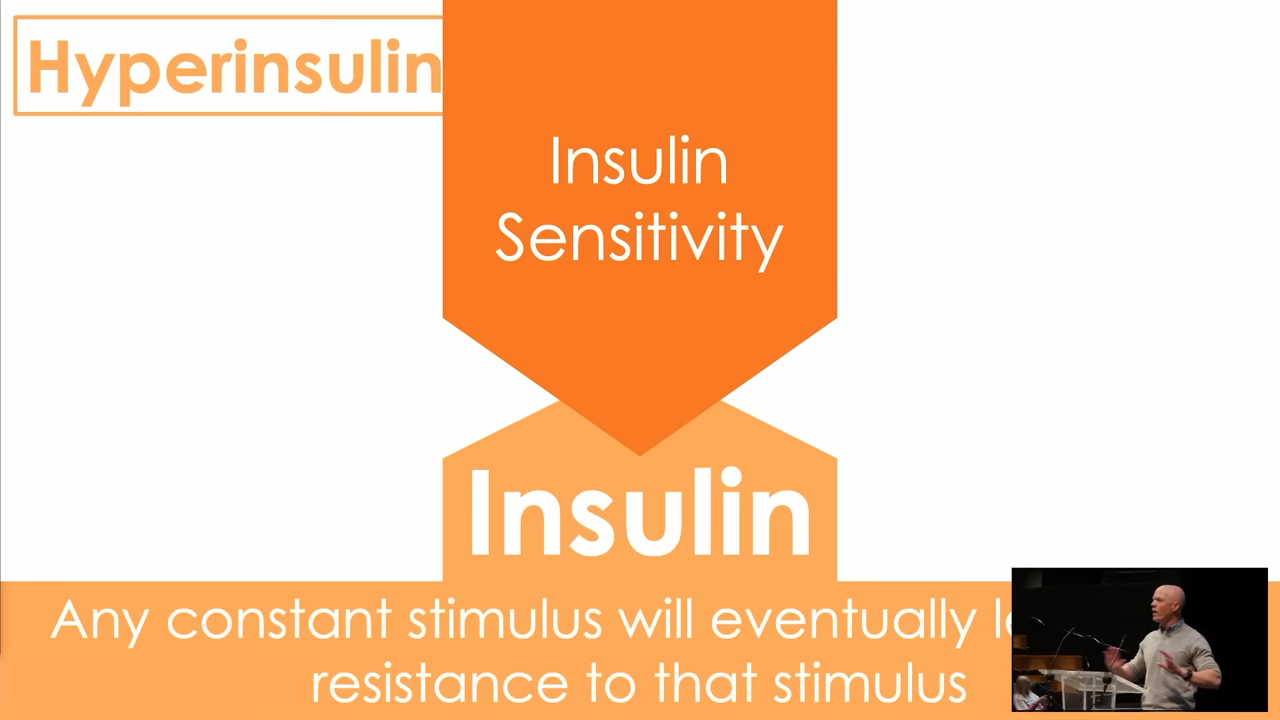 Hyperinsulin
Insulin
Sensitivity
Insulin
Any constant stimulus will eventually
resistance to that stimulus